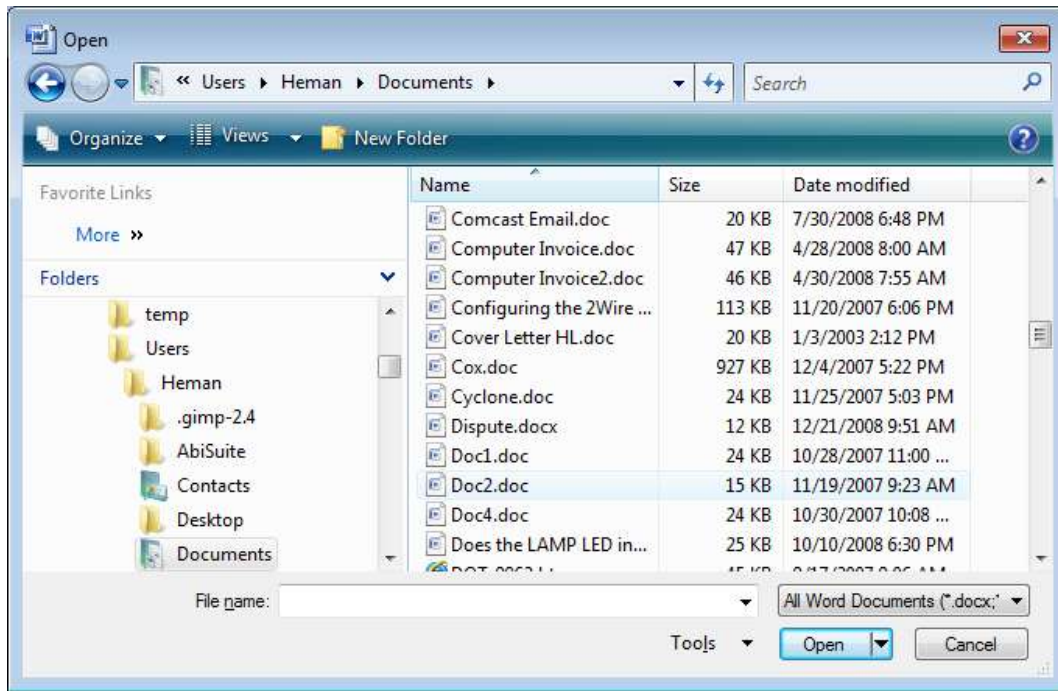 Open
« Users Heman Documents Search
Organize Views New Folder
Favorite Links
More »
Folders
temp
Users
Heman
.gimp-2.4
AbiSuite
Contacts
Desktop
Documents
Name Size Date modified
Comcast Email.doc 20 KB 7/30/2008 6:48 PM
Computer Invoice.doc 47 KB 4/28/2008 8:00 AM
Computer Invoice2.doc 46 KB 4/30/2008 7:55 AM
Configuring the 2Wire ... 113 KB 11/20/2007 6:06 PM
Cover Letter HL.doc 20 KB 1/3/2003 2:12 PM
Cox.doc 927 KB 12/4/2007 5:22 PM
Cyclone.doc 24 KB 11/25/2007 5:03 PM
Dispute.docx 12 KB 12/21/2008 9:51 AM
Doc1.doc 24 KB 10/28/2007 11:00 ...
Doc2.doc 15 KB 11/19/2007 9:23 AM
Doc4.doc 24 KB 10/30/2007 10:08 ...
Does the LAMP LED in... 25 KB 10/10/2008 6:30 PM
File name: All Word Documents (*.docx;*
Tools Open Cancel